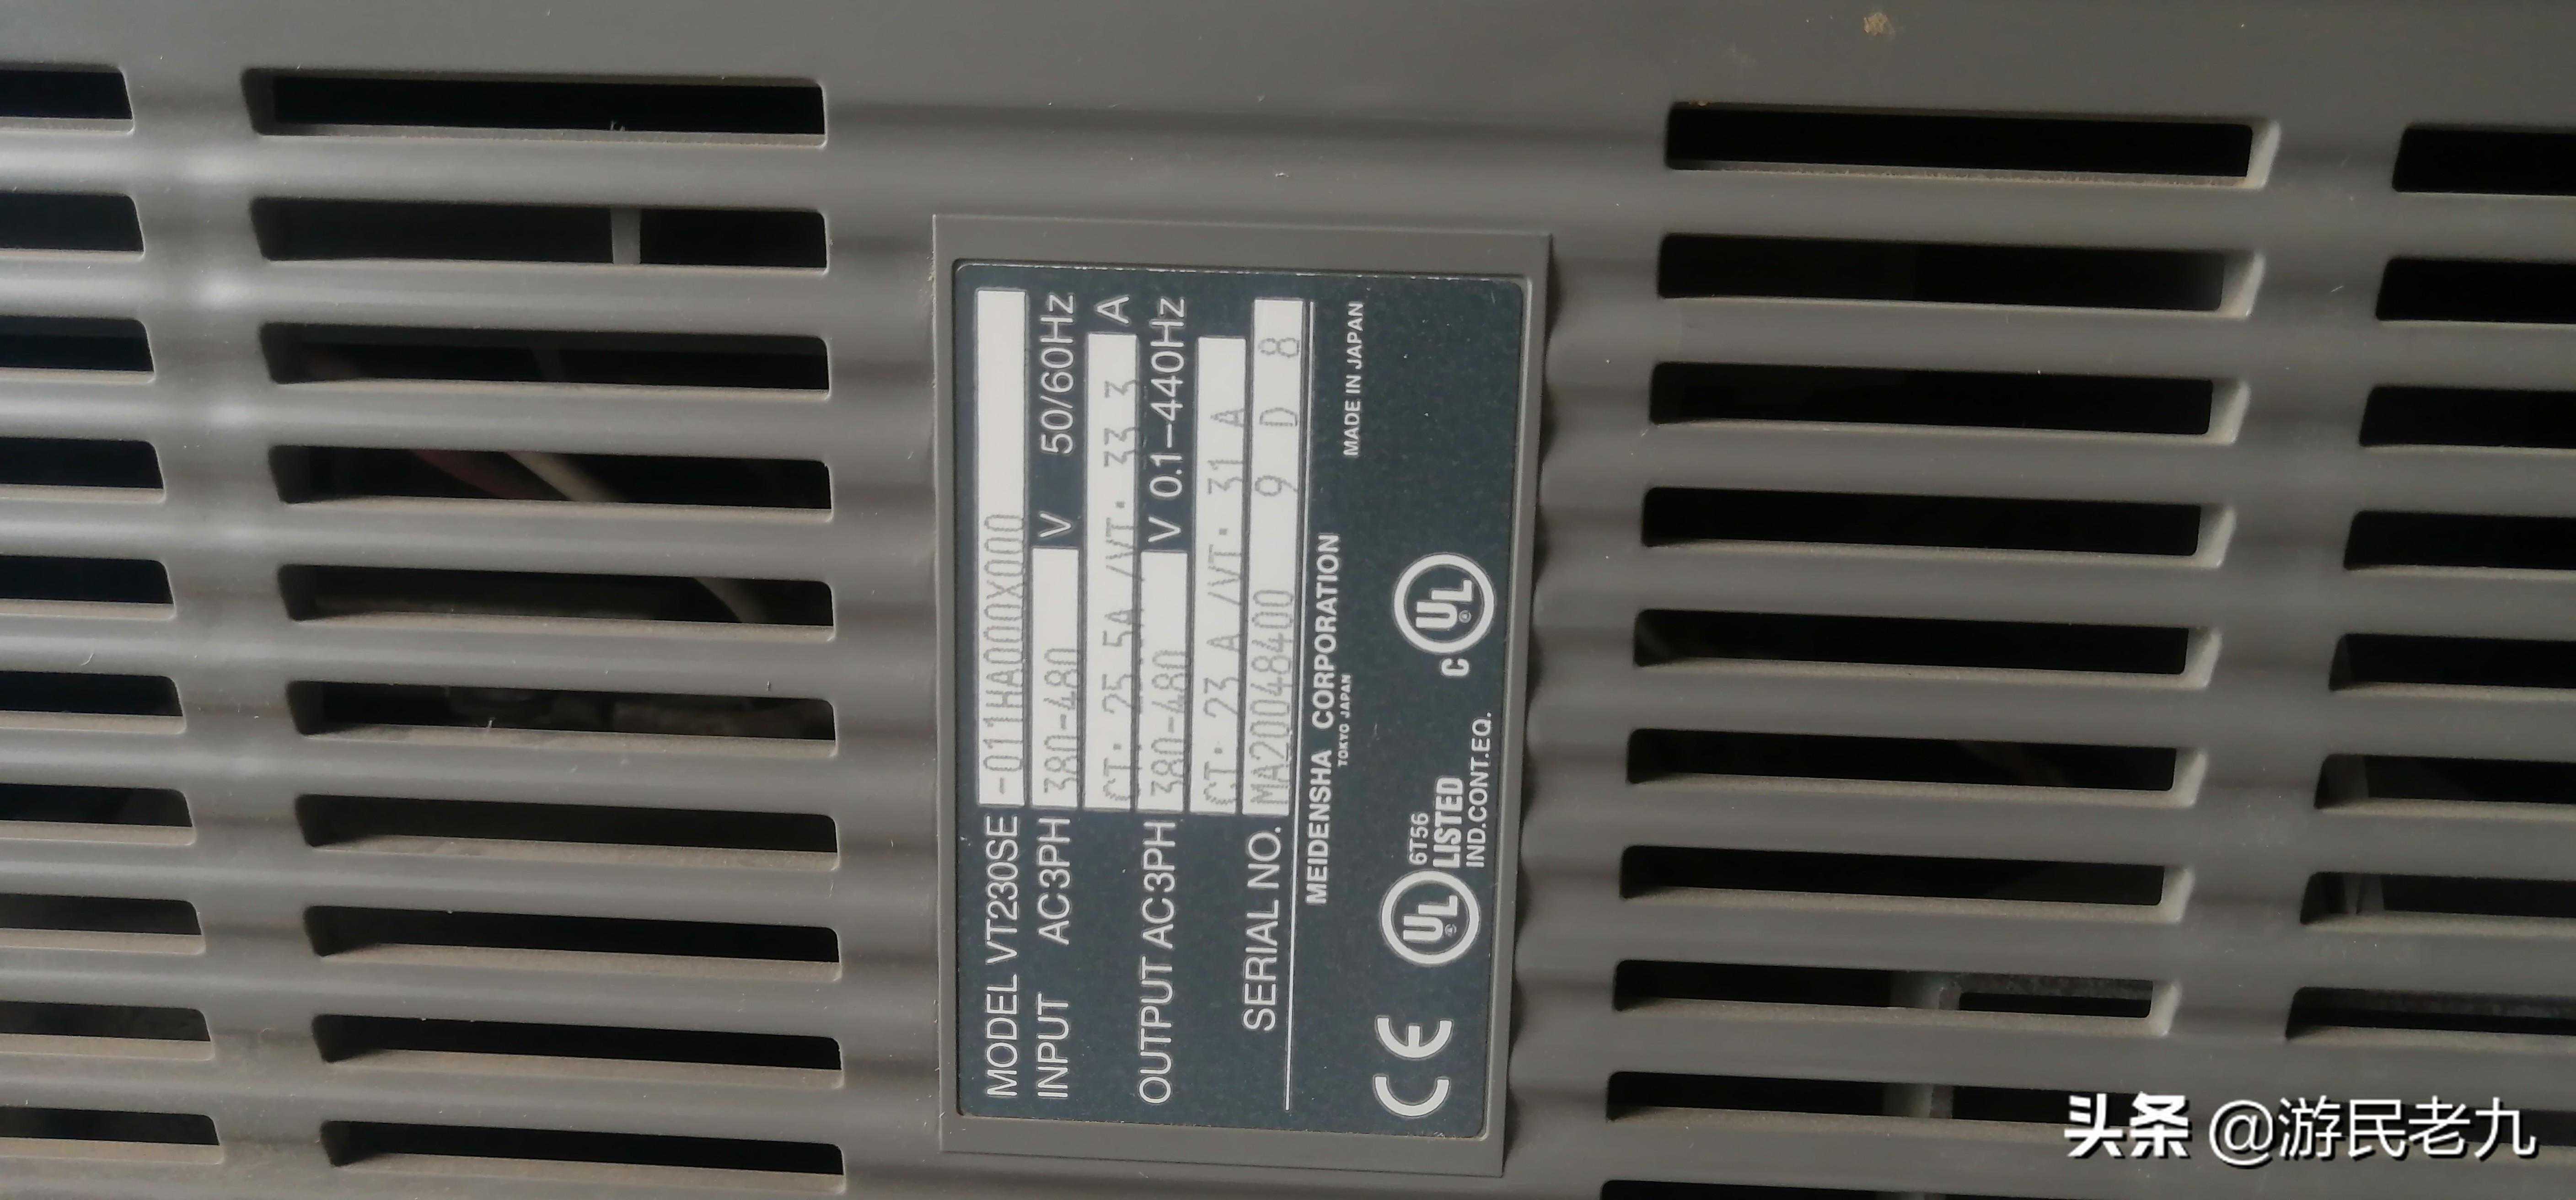 MODEL VT230SE -011HA000X000
INPUT AC3PH 380-480 V 50/60Hz
CT: 25.5A /VT: 33.3 A
OUTPUT AC3PH 380-480 V 0.1-440Hz
CT: 23 A /VT: 31 A
SERIAL NO. MA20048400 9 D 8
MEIDENSHA CORPORATION
TOKYO JAPAN
MADE IN JAPAN
CE UL® 6T56 LISTED IND.CONT.EQ.
C UL®
头条 @游民老九